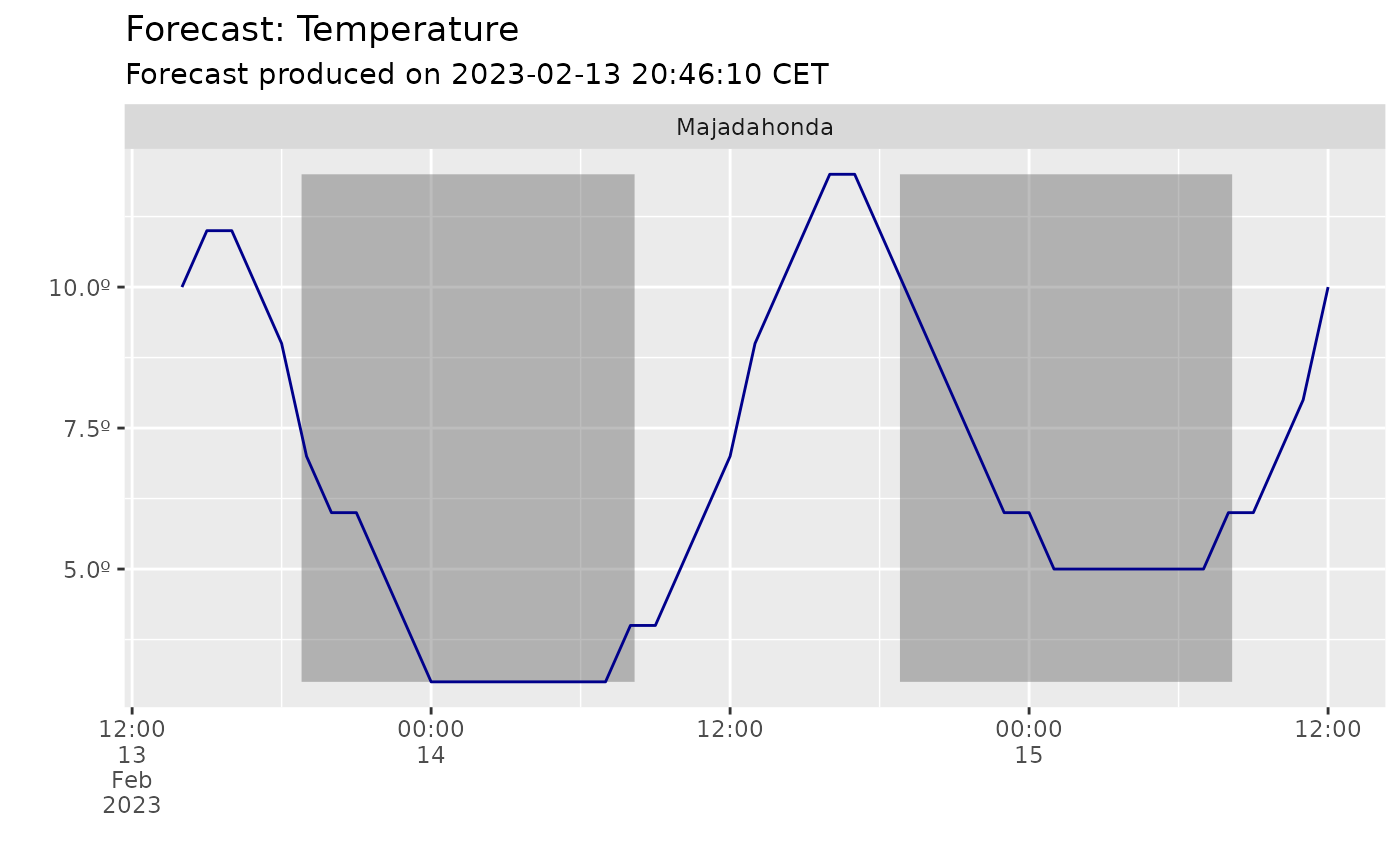 Forecast: Temperature
Forecast produced on 2023-02-13 20:46:10 CET
Majadahonda
10.0º
7.5º
5.0º
12:00 00:00 12:00 00:00 12:00
13 14 15
Feb
2023